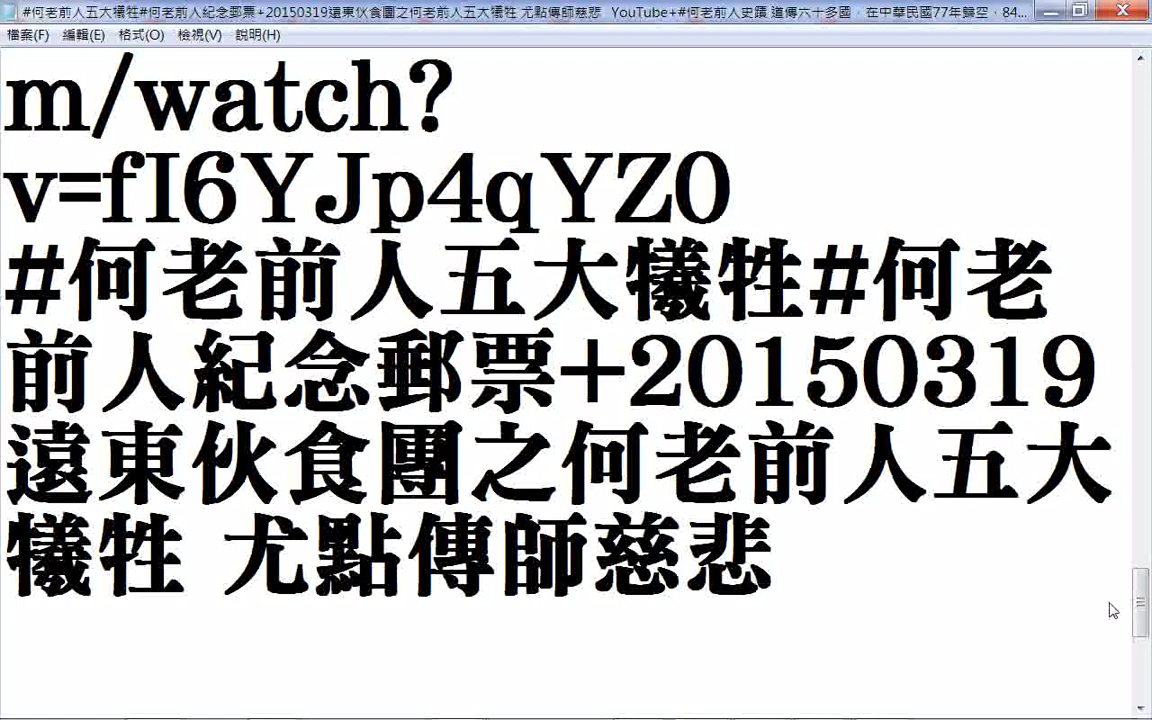 #何老前人五大犧牲#何老前人紀念郵票+20150319遠東伙食團之何老前人五大犧牲 尤點傳師慈悲 YouTube+#何老前人史蹟 道傳六十多國，在中華民國77年歸空，84...
檔案(F) 編輯(E) 格式(O) 檢視(V) 說明(H)
m/watch?
v=fI6YJp4qYZ0
#何老前人五大犧牲#何老
前人紀念郵票+20150319
遠東伙食團之何老前人五大
犧牲 尤點傳師慈悲